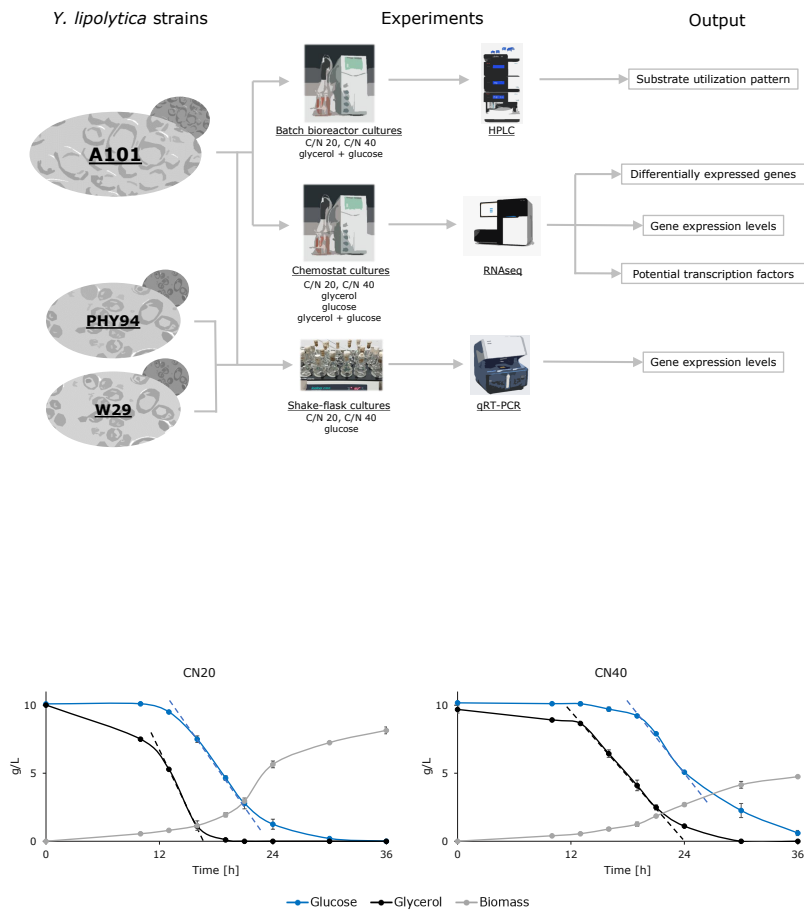 Y. lipolytica strains
Experiments
Output
A101
PHY94
W29
Batch bioreactor cultures
C/N 20, C/N 40
glycerol + glucose
HPLC
Substrate utilization pattern
Chemostat cultures
C/N 20, C/N 40
glycerol
glucose
glycerol + glucose
RNAseq
Differentially expressed genes
Gene expression levels
Potential transcription factors
Shake-flask cultures
C/N 20, C/N 40
glucose
qRT-PCR
Gene expression levels
CN20
g/L
10
5
0
0 12 24 36
Time [h]
CN40
g/L
10
5
0
0 12 24 36
Time [h]
Glucose Glycerol Biomass